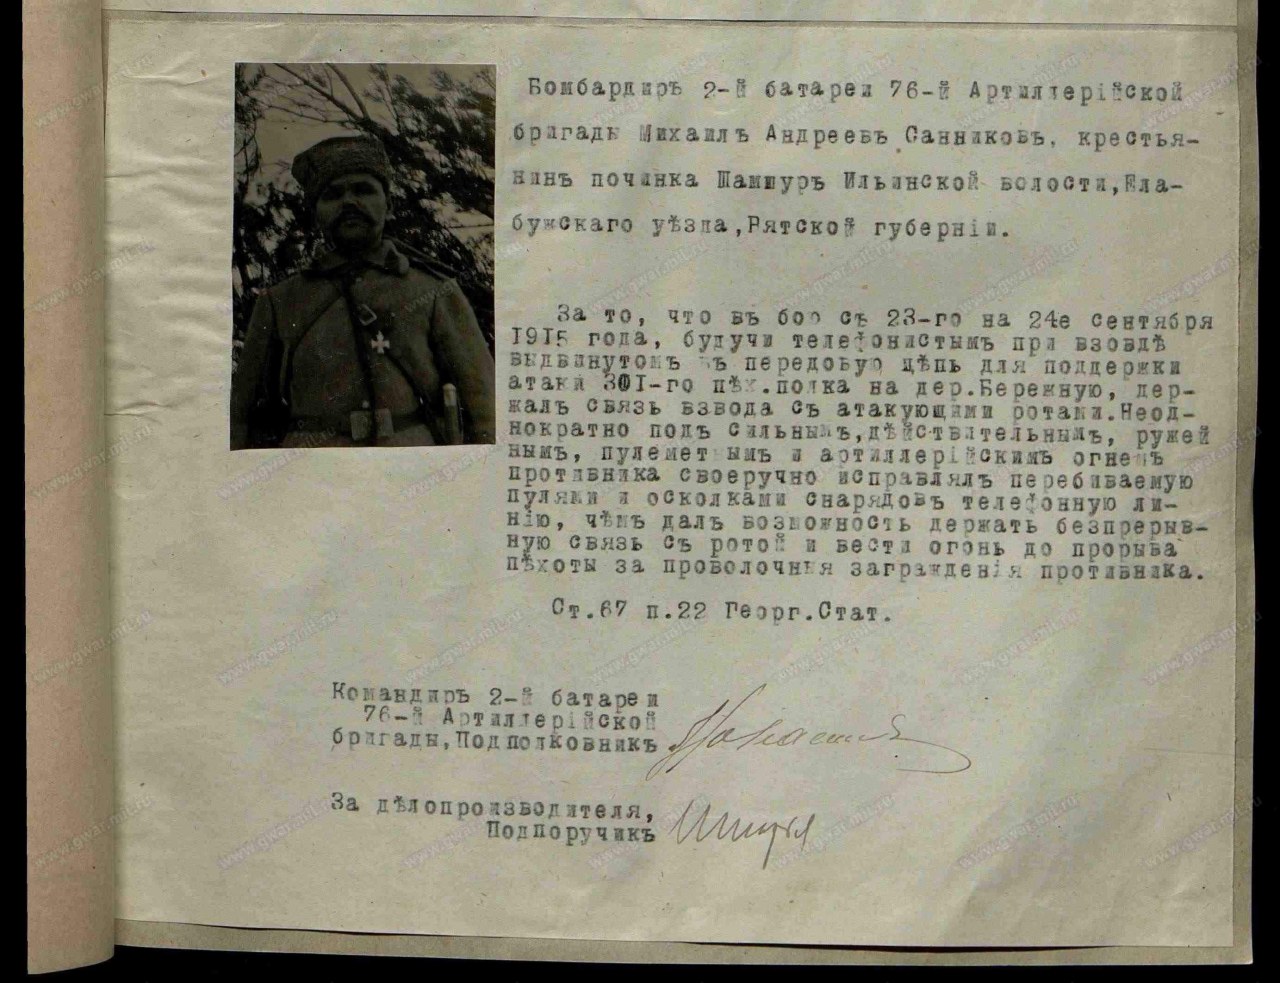 Бомбардиръ 2-й батареи 76-й Артиллерійской
бригады Михаилъ Андреевъ Санниковъ, крестья-
нинъ починка Шамшуръ Ильинской волости,Ела-
бужскаго уѣзда,Вятской губерніи.
За то, что въ бою съ 23-го на 24е сентября
1915 года, будучи телефонистымъ при взводѣ
выдвинутомъ въ передовую цѣпь для поддержки
атаки 301-го пѣх.полка на дер.Бережную, дер-
жалъ связь взвода съ атакующими ротами.Неод-
нократно подъ сильнымъ,дѣйствительнымъ, ружей
нымъ, пулеметнымъ и артиллерійскимъ огнемъ
противника своеручно исправлялъ перебиваемую
пулями и осколками снарядовъ телефонную ли-
нію, чѣмъ далъ возможность держать безпрерыв-
ную связь съ ротой и вести огонь до прорыва
пѣхоты за проволочныя загражденія противника.
Ст.67 п.22 Георг.Стат.
Командиръ 2-й батареи
76-й Артиллерійской
бригады,Подполковникъ
За дѣлопроизводителя,
Подпоручикъ
www.gwar.mil.ru